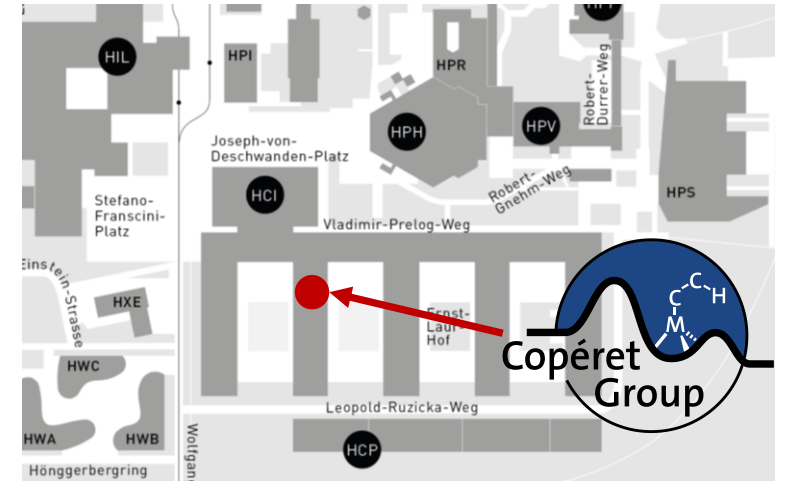 HIL
HPI
HPR
HPH
HPV
Robert-
Durrer-Weg
Joseph-von-
Deschwanden-Platz
HCI
Robert-
Gnehm-Weg
HPS
Stefano-
Franscini-
Platz
Vladimir-Prelog-Weg
Einstein-Strasse
HXE
Ernst-
Laur-
Hof
C
C
H
M
Copéret
Group
HWC
HWA
HWB
Leopold-Ruzicka-Weg
HCP
Wolfgan
Hönggerbergring